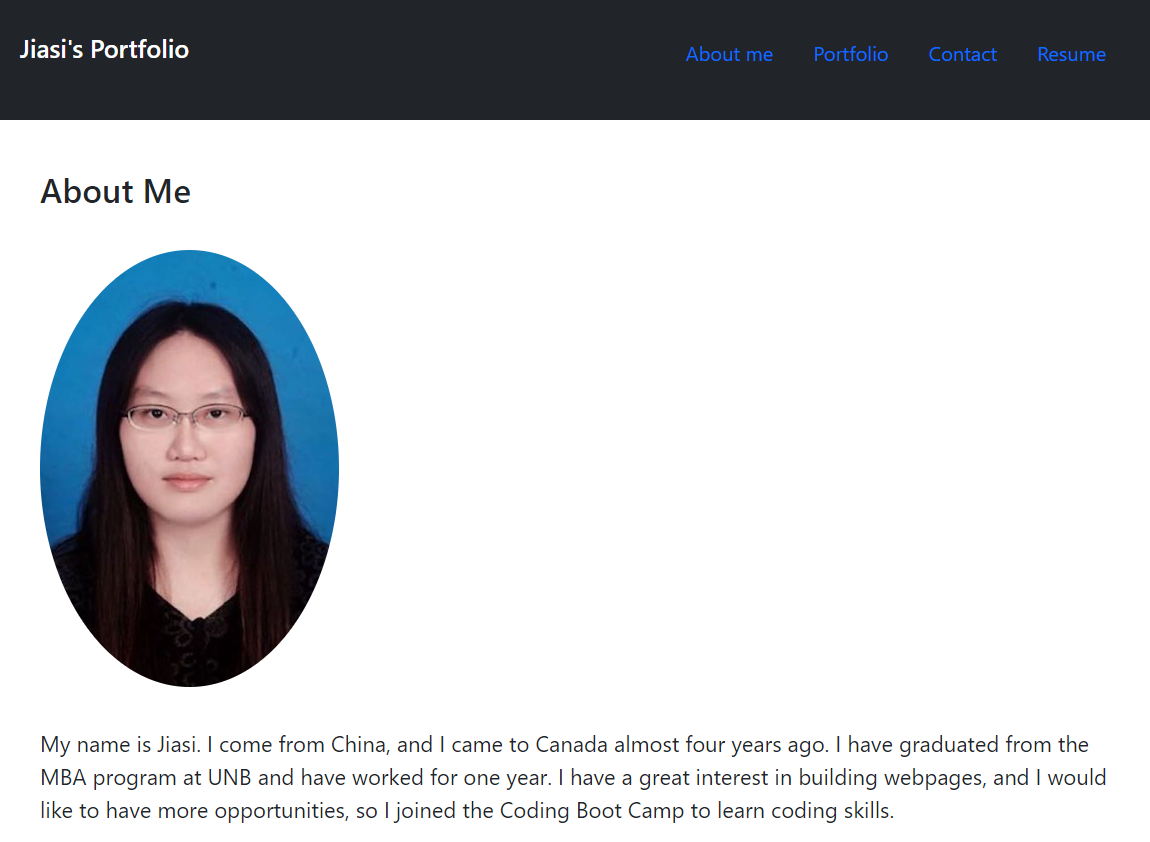 Jiasi's Portfolio
About me Portfolio Contact Resume
About Me
My name is Jiasi. I come from China, and I came to Canada almost four years ago. I have graduated from the
MBA program at UNB and have worked for one year. I have a great interest in building webpages, and I would
like to have more opportunities, so I joined the Coding Boot Camp to learn coding skills.